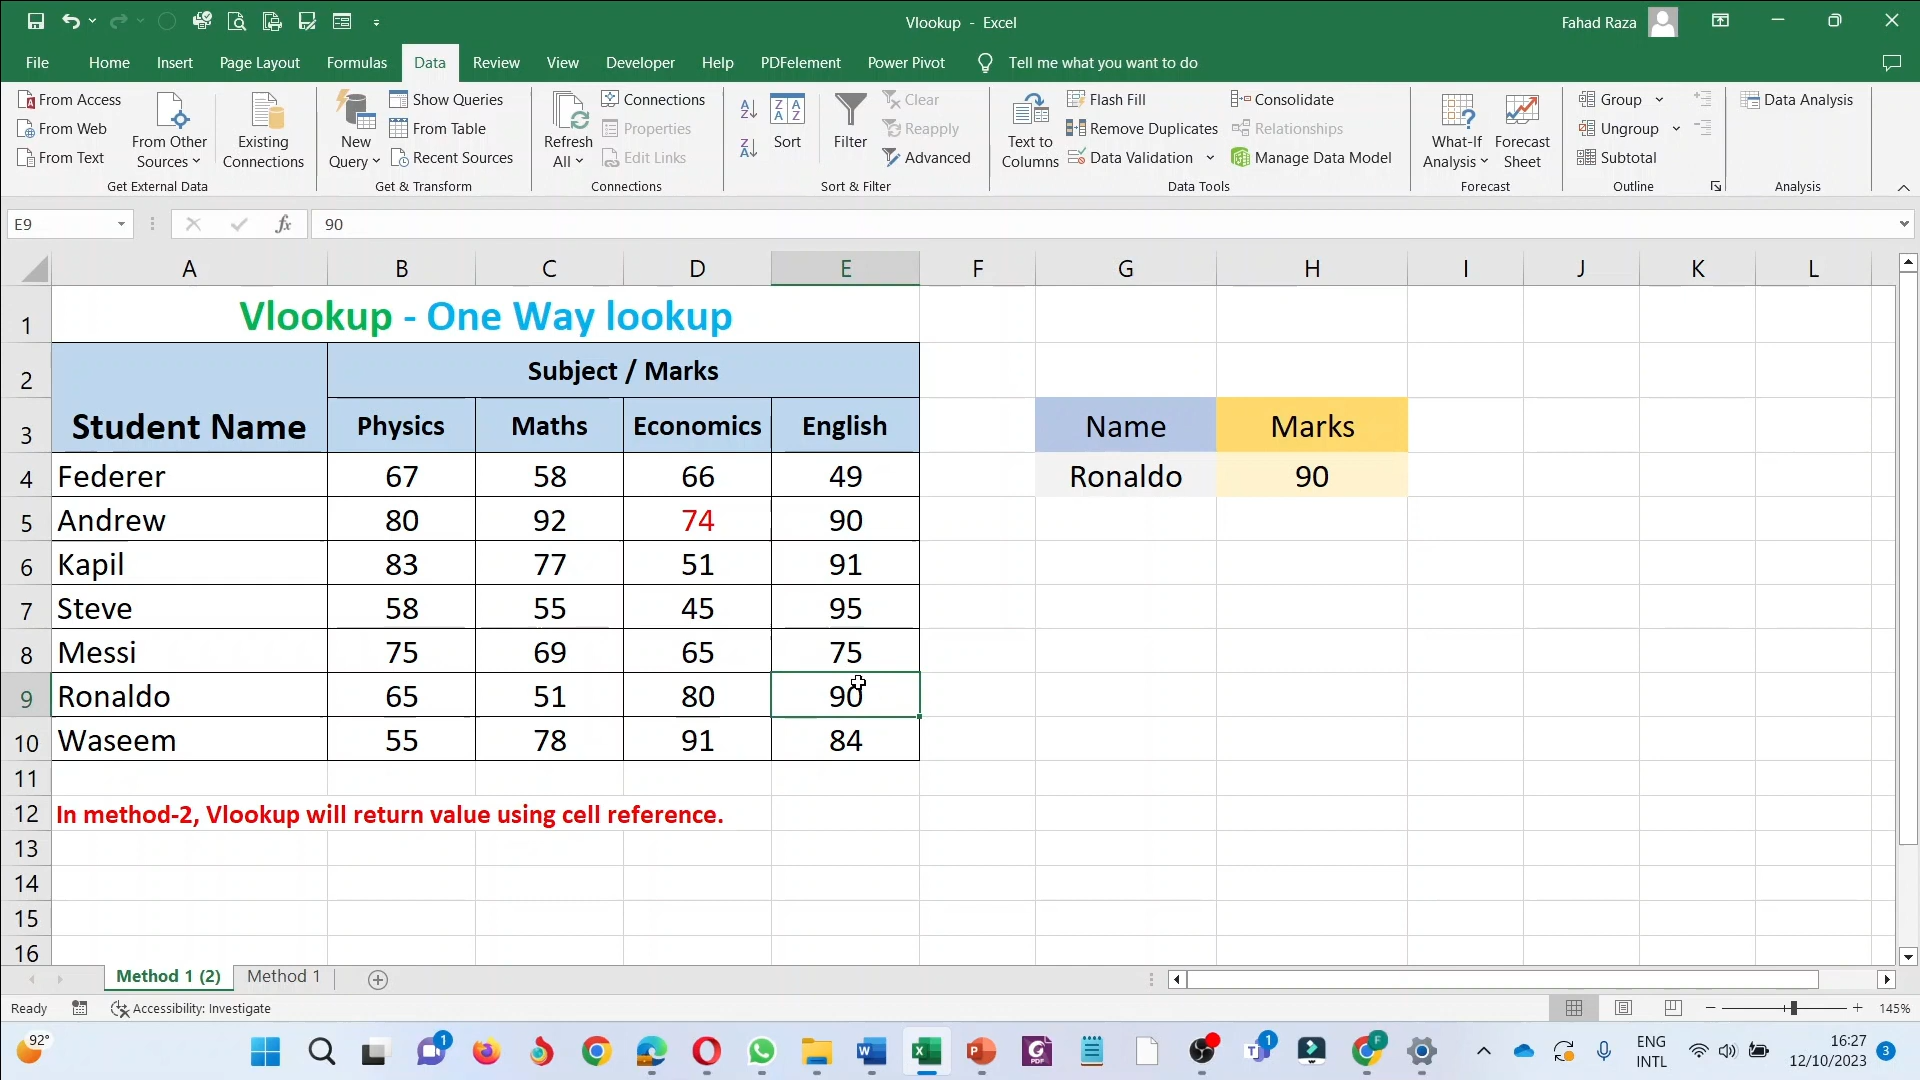 Vlookup - Excel
Fahad Raza
File Home Insert Page Layout Formulas Data Review View Developer Help PDFelement Power Pivot Tell me what you want to do
From Access
From Web
From Text
From Other Sources
Existing Connections
Get External Data
New Query
Show Queries
From Table
Recent Sources
Get & Transform
Refresh All
Connections
Properties
Edit Links
Connections
Sort
Filter
Clear
Reapply
Advanced
Sort & Filter
Text to Columns
Flash Fill
Remove Duplicates
Data Validation
Consolidate
Relationships
Manage Data Model
Data Tools
What-If Analysis
Forecast Sheet
Forecast
Group
Ungroup
Subtotal
Outline
Data Analysis
Analysis
E9 fx 90
A B C D E F G H I J K L
1 Vlookup - One Way lookup
2 Subject / Marks
3 Student Name Physics Maths Economics English Name Marks
4 Federer 67 58 66 49 Ronaldo 90
5 Andrew 80 92 74 90
6 Kapil 83 77 51 91
7 Steve 58 55 45 95
8 Messi 75 69 65 75
9 Ronaldo 65 51 80 90
10 Waseem 55 78 91 84
11
12 In method-2, Vlookup will return value using cell reference.
13
14
15
16
Method 1 (2) Method 1
Ready Accessibility: Investigate 145%
92° 1 1 ENG 16:27
INTL 12/10/2023 3